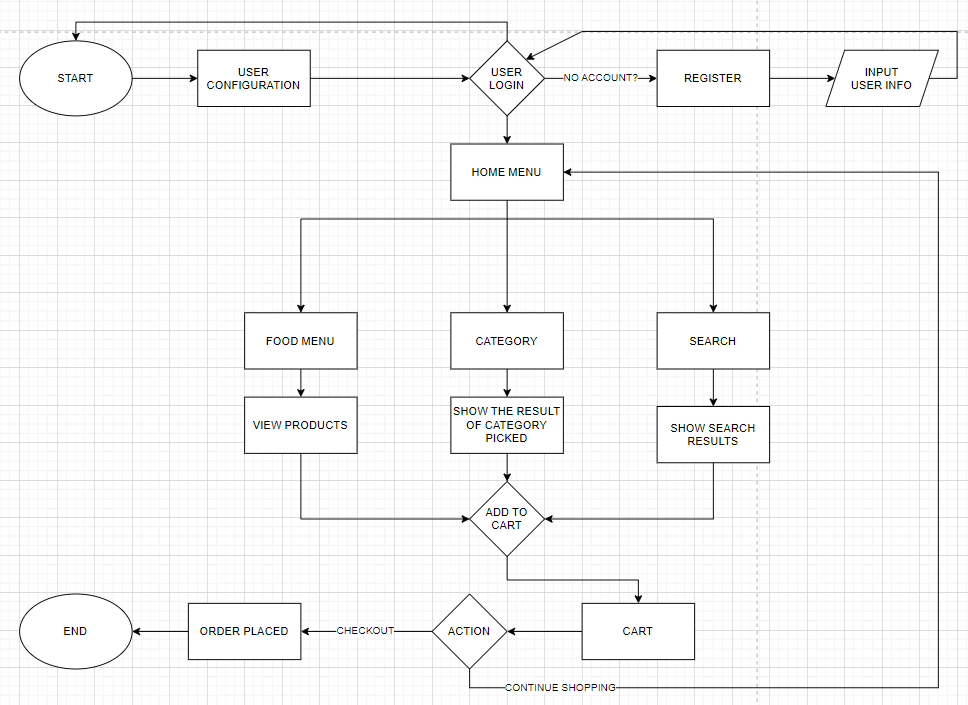 START
USER
CONFIGURATION
USER
LOGIN
NO ACCOUNT?
REGISTER
INPUT
USER INFO
HOME MENU
FOOD MENU
CATEGORY
SEARCH
VIEW PRODUCTS
SHOW THE RESULT
OF CATEGORY
PICKED
SHOW SEARCH
RESULTS
ADD TO
CART
END
ORDER PLACED
CHECKOUT
ACTION
CART
CONTINUE SHOPPING